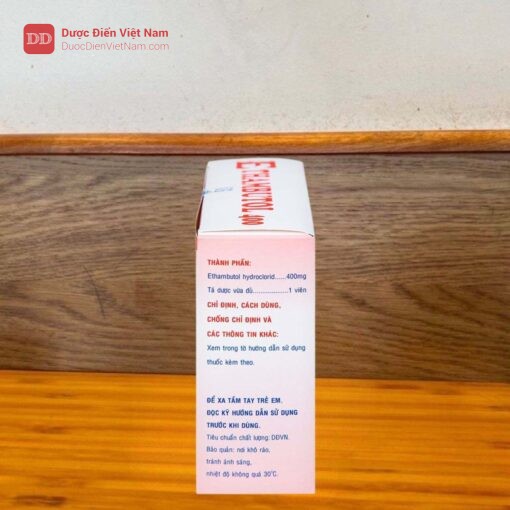 DD
Dược Điển Việt Nam
DuocDienVietNam.com
ETHAMBUTOL 400
THÀNH PHẦN:
Ethambutol hydroclorid......400mg
Tá dược vừa đủ...................1 viên
CHỈ ĐỊNH, CÁCH DÙNG,
CHỐNG CHỈ ĐỊNH VÀ
CÁC THÔNG TIN KHÁC:
Xem trong tờ hướng dẫn sử dụng
thuốc kèm theo.
ĐỂ XA TẦM TAY TRẺ EM.
ĐỌC KỸ HƯỚNG DẪN SỬ DỤNG
TRƯỚC KHI DÙNG.
Tiêu chuẩn chất lượng: DĐVN.
Bảo quản: nơi khô ráo,
tránh ánh sáng,
nhiệt độ không quá 30°C.